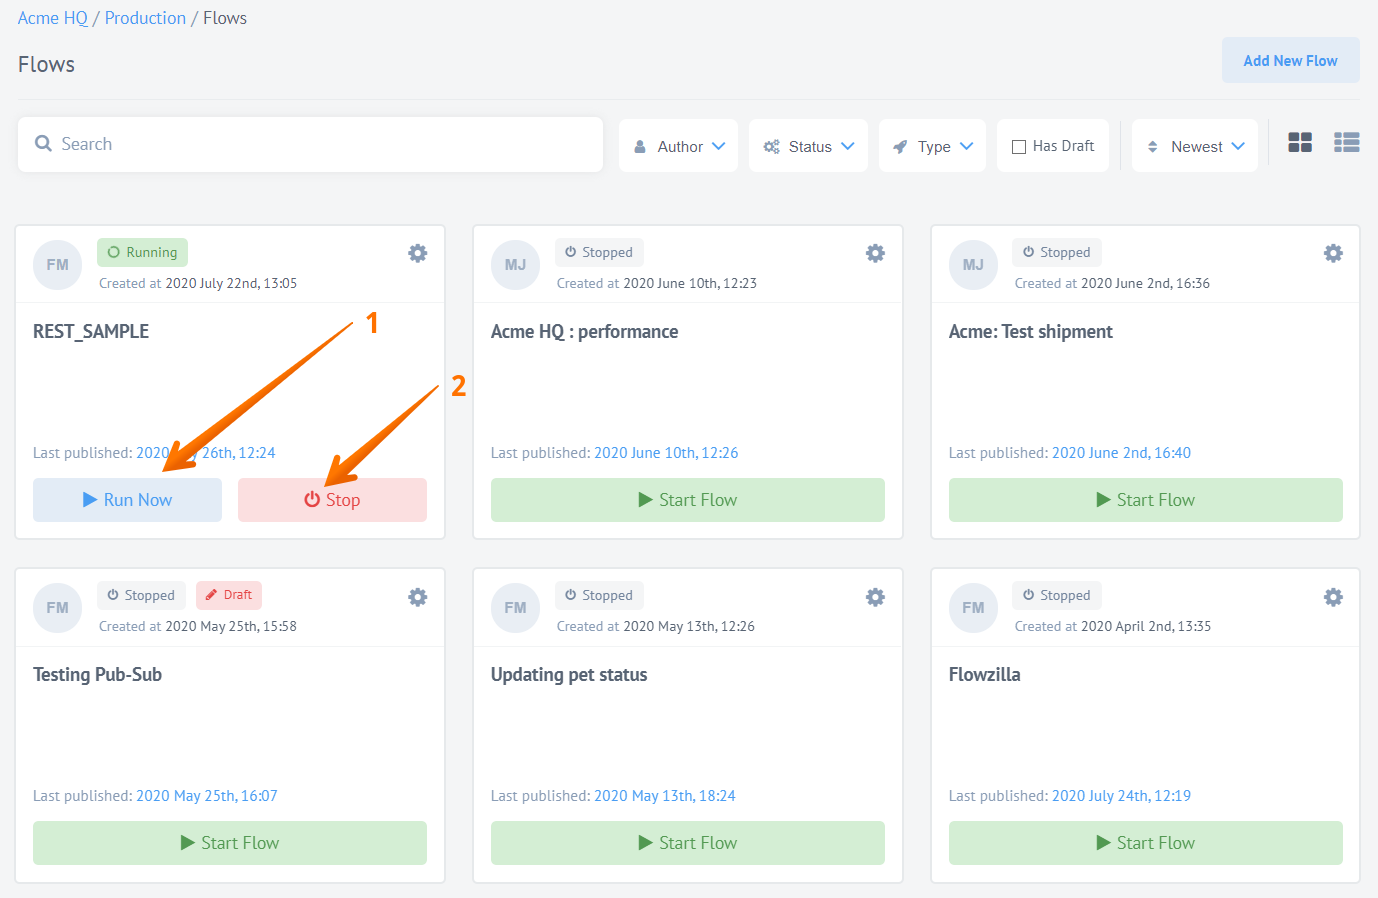 Acme HQ / Production / Flows
Flows
Add New Flow
Search
Author
Status
Type
Has Draft
Newest
FM
Running
Created at 2020 July 22nd, 13:05
REST_SAMPLE
1
2
Last published: 2020 26th, 12:24
Run Now
Stop
MJ
Stopped
Created at 2020 June 10th, 12:23
Acme HQ : performance
Last published: 2020 June 10th, 12:26
Start Flow
MJ
Stopped
Created at 2020 June 2nd, 16:36
Acme: Test shipment
Last published: 2020 June 2nd, 16:40
Start Flow
FM
Stopped
Draft
Created at 2020 May 25th, 15:58
Testing Pub-Sub
Last published: 2020 May 25th, 16:07
Start Flow
FM
Stopped
Created at 2020 May 13th, 12:26
Updating pet status
Last published: 2020 May 13th, 18:24
Start Flow
FM
Stopped
Created at 2020 April 2nd, 13:35
Flowzilla
Last published: 2020 July 24th, 12:19
Start Flow